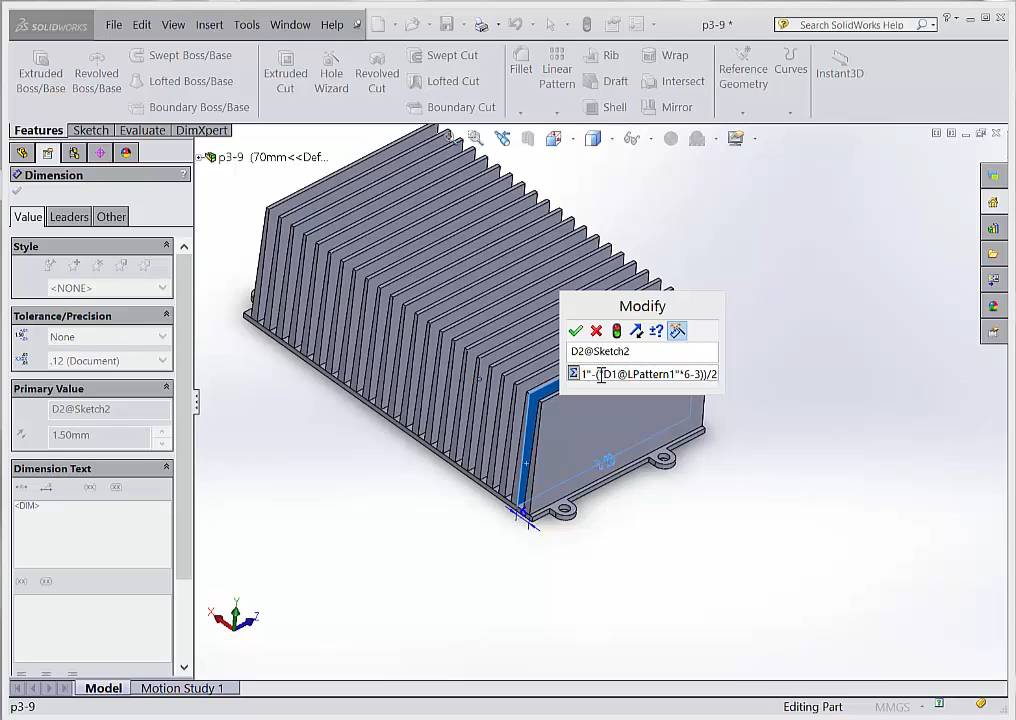 SOLIDWORKS File Edit View Insert Tools Window Help p3-9 * Search SolidWorks Help
Extruded Boss/Base Revolved Boss/Base Swept Boss/Base Lofted Boss/Base Boundary Boss/Base Extruded Cut Hole Wizard Revolved Cut Swept Cut Lofted Cut Boundary Cut Fillet Linear Pattern Rib Draft Shell Wrap Intersect Mirror Reference Geometry Curves Instant3D
Features Sketch Evaluate DimXpert
p3-9 (70mm<<Def...
Dimension ?
Value Leaders Other
Style
<NONE>
Tolerance/Precision
None
.12 (Document)
Primary Value
D2@Sketch2
1.50mm
Dimension Text
<DIM>
Modify
D2@Sketch2
Σ 1"-("D1@LPattern1"*6-3))/2
X Y Z
Model Motion Study 1
p3-9 Editing Part MMGS